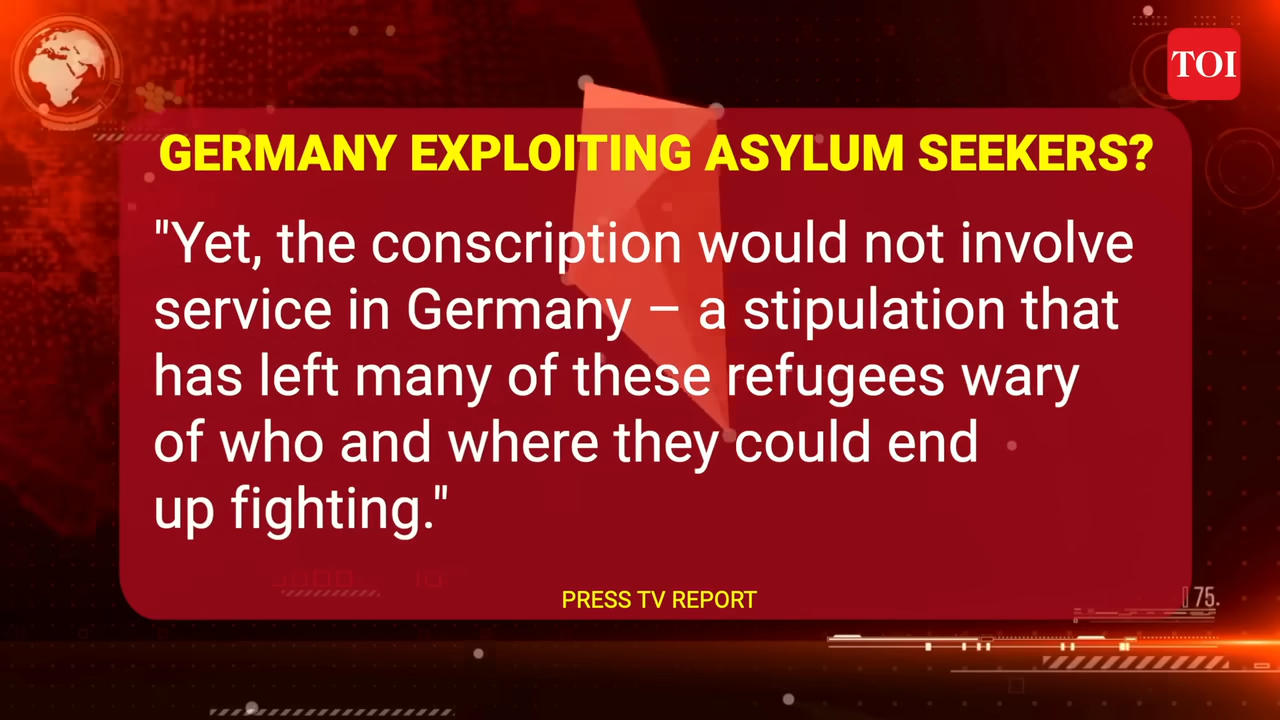 TOI
GERMANY EXPLOITING ASYLUM SEEKERS?
"Yet, the conscription would not involve
service in Germany – a stipulation that
has left many of these refugees wary
of who and where they could end
up fighting."
PRESS TV REPORT
75.